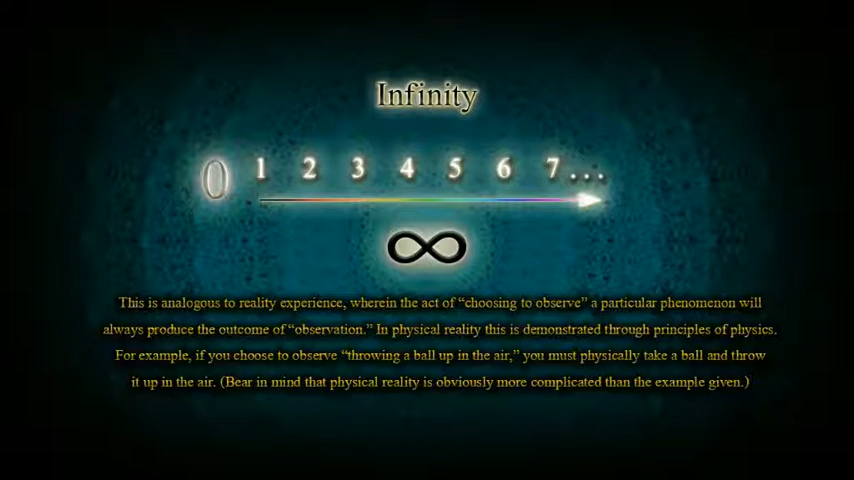 Infinity
0 1 2 3 4 5 6 7...
∞
This is analogous to reality experience, wherein the act of “choosing to observe” a particular phenomenon will
always produce the outcome of “observation.” In physical reality this is demonstrated through principles of physics.
For example, if you choose to observe “throwing a ball up in the air,” you must physically take a ball and throw
it up in the air. (Bear in mind that physical reality is obviously more complicated than the example given.)